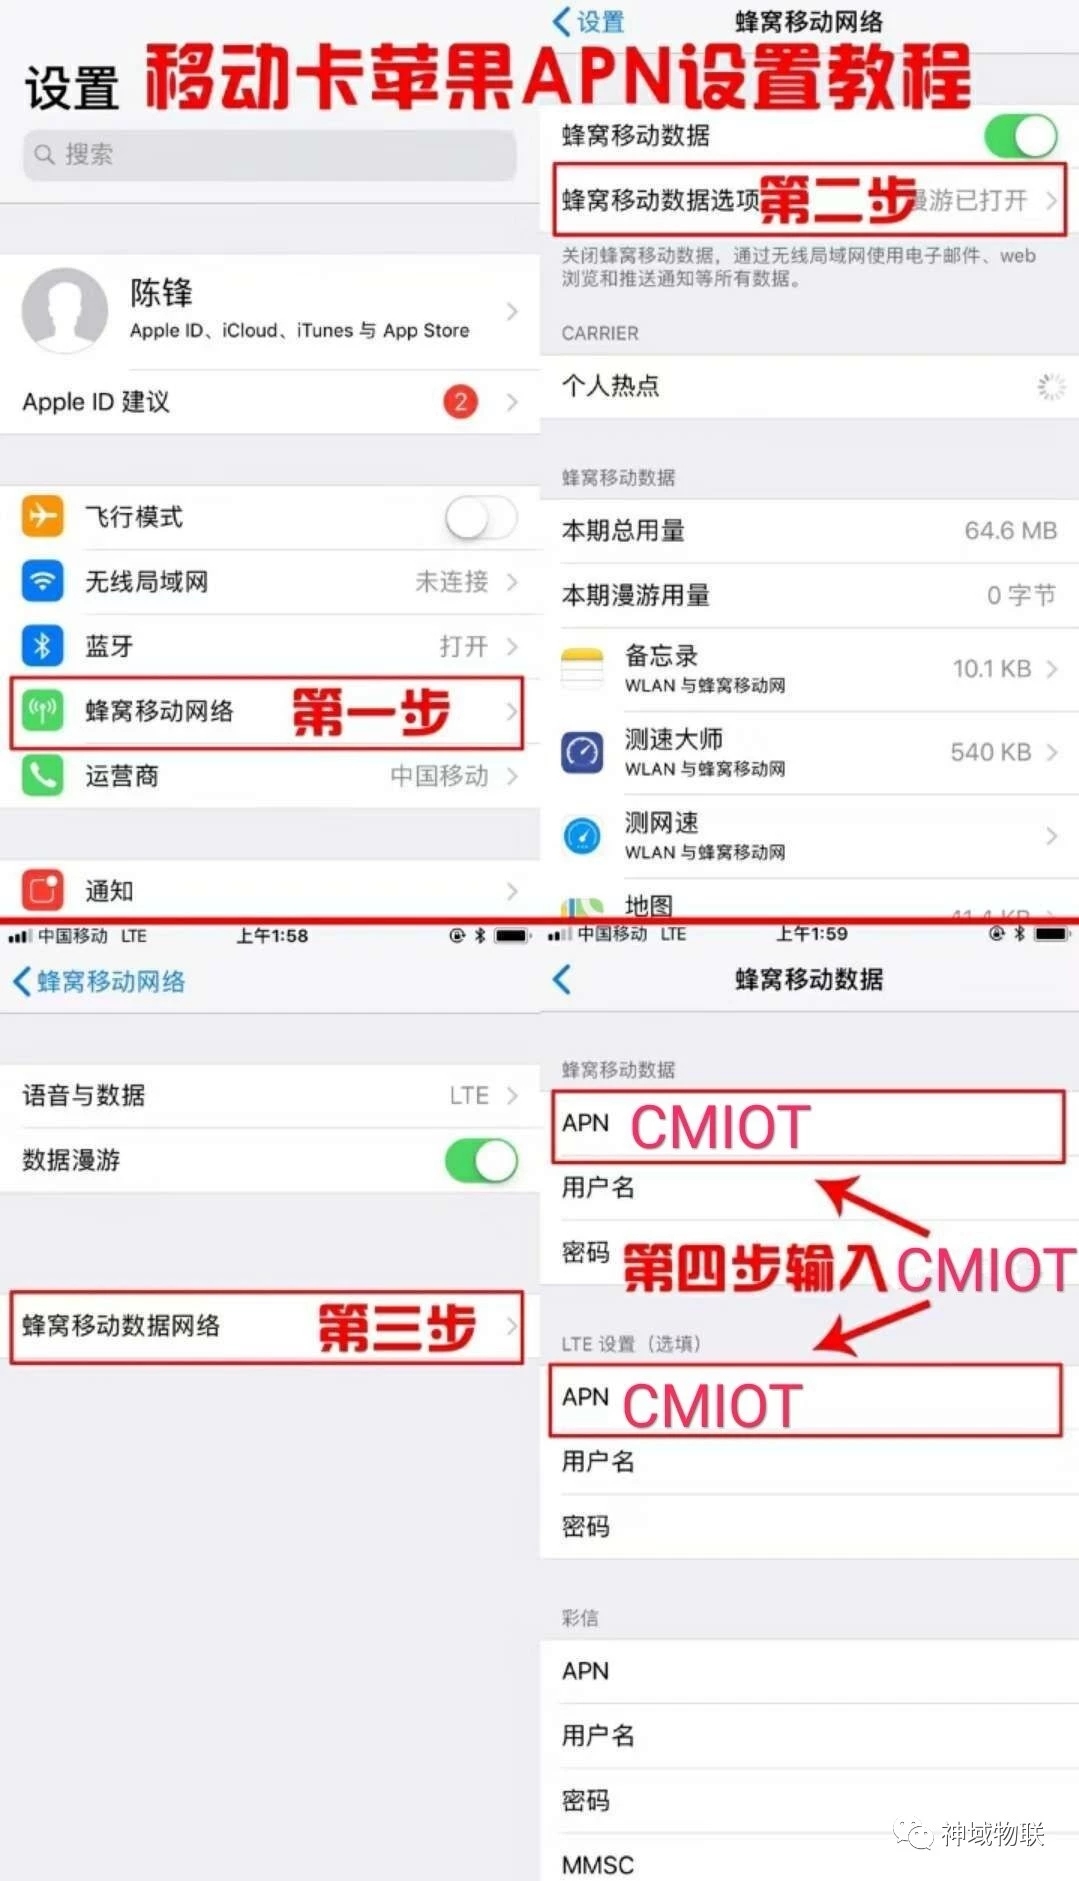 移动卡苹果APN设置教程
设置
搜索
陈锋
Apple ID、iCloud、iTunes 与 App Store
Apple ID 建议
2
飞行模式
无线局域网
未连接
蓝牙
打开
蜂窝移动网络
第一步
运营商
中国移动
通知
设置
蜂窝移动网络
蜂窝移动数据
蜂窝移动数据选项
第二步
漫游已打开
关闭蜂窝移动数据，通过无线局域网使用电子邮件、web
浏览和推送通知等所有数据。
CARRIER
个人热点
蜂窝移动数据
本期总用量
64.6 MB
本期漫游用量
0 字节
备忘录
WLAN 与蜂窝移动网
10.1 KB
测速大师
WLAN 与蜂窝移动网
540 KB
测网速
WLAN 与蜂窝移动网
地图
中国移动 LTE
上午1:58
蜂窝移动网络
语音与数据
LTE
数据漫游
蜂窝移动数据网络
第三步
中国移动 LTE
上午1:59
蜂窝移动数据
蜂窝移动数据
APN CMIOT
用户名
密码
第四步输入CMIOT
LTE 设置（选填）
APN CMIOT
用户名
密码
彩信
APN
用户名
密码
MMSC
神域物联